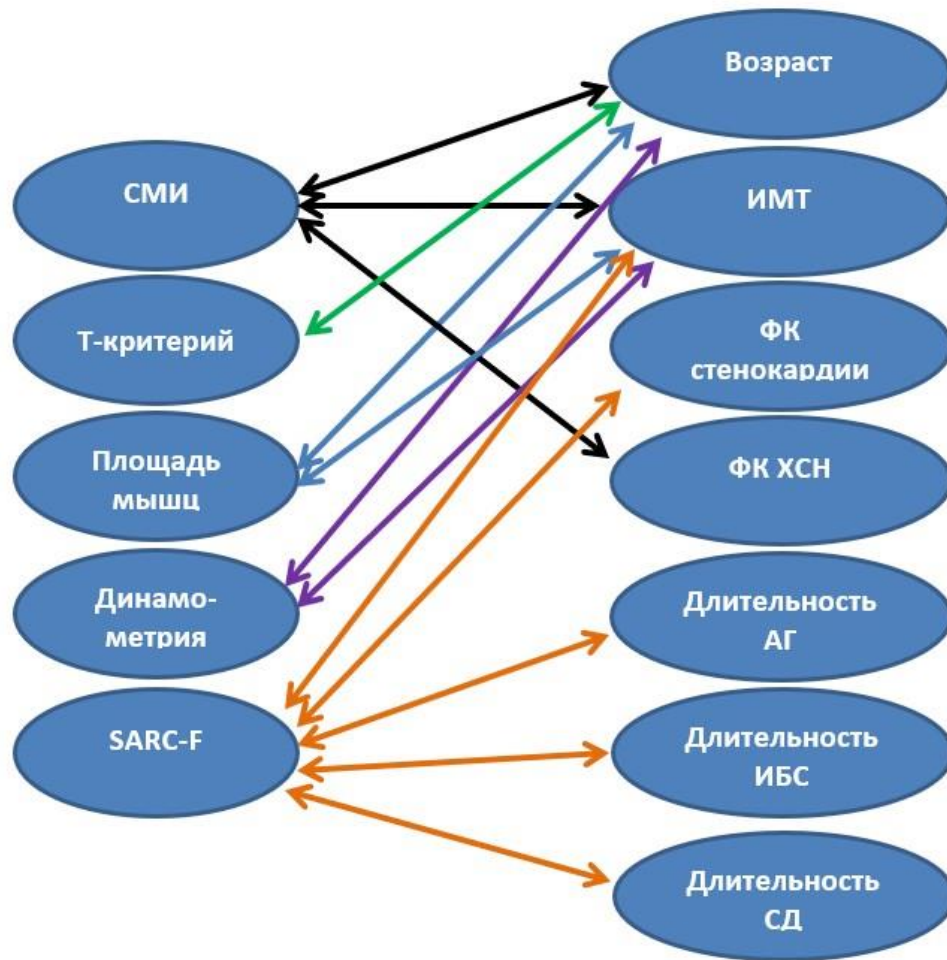 Возраст
СМИ
ИМТ
Т-критерий
ФК
стенокардии
Площадь
мышц
ФК ХСН
Динамо-
метрия
Длительность
АГ
SARC-F
Длительность
ИБС
Длительность
СД